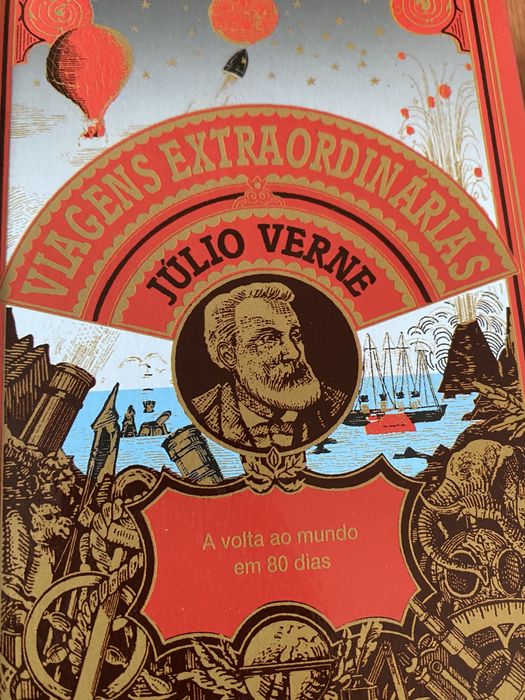 VIAGENS EXTRAORDINÁRIAS
JÚLIO VERNE
A volta ao mundo
em 80 dias